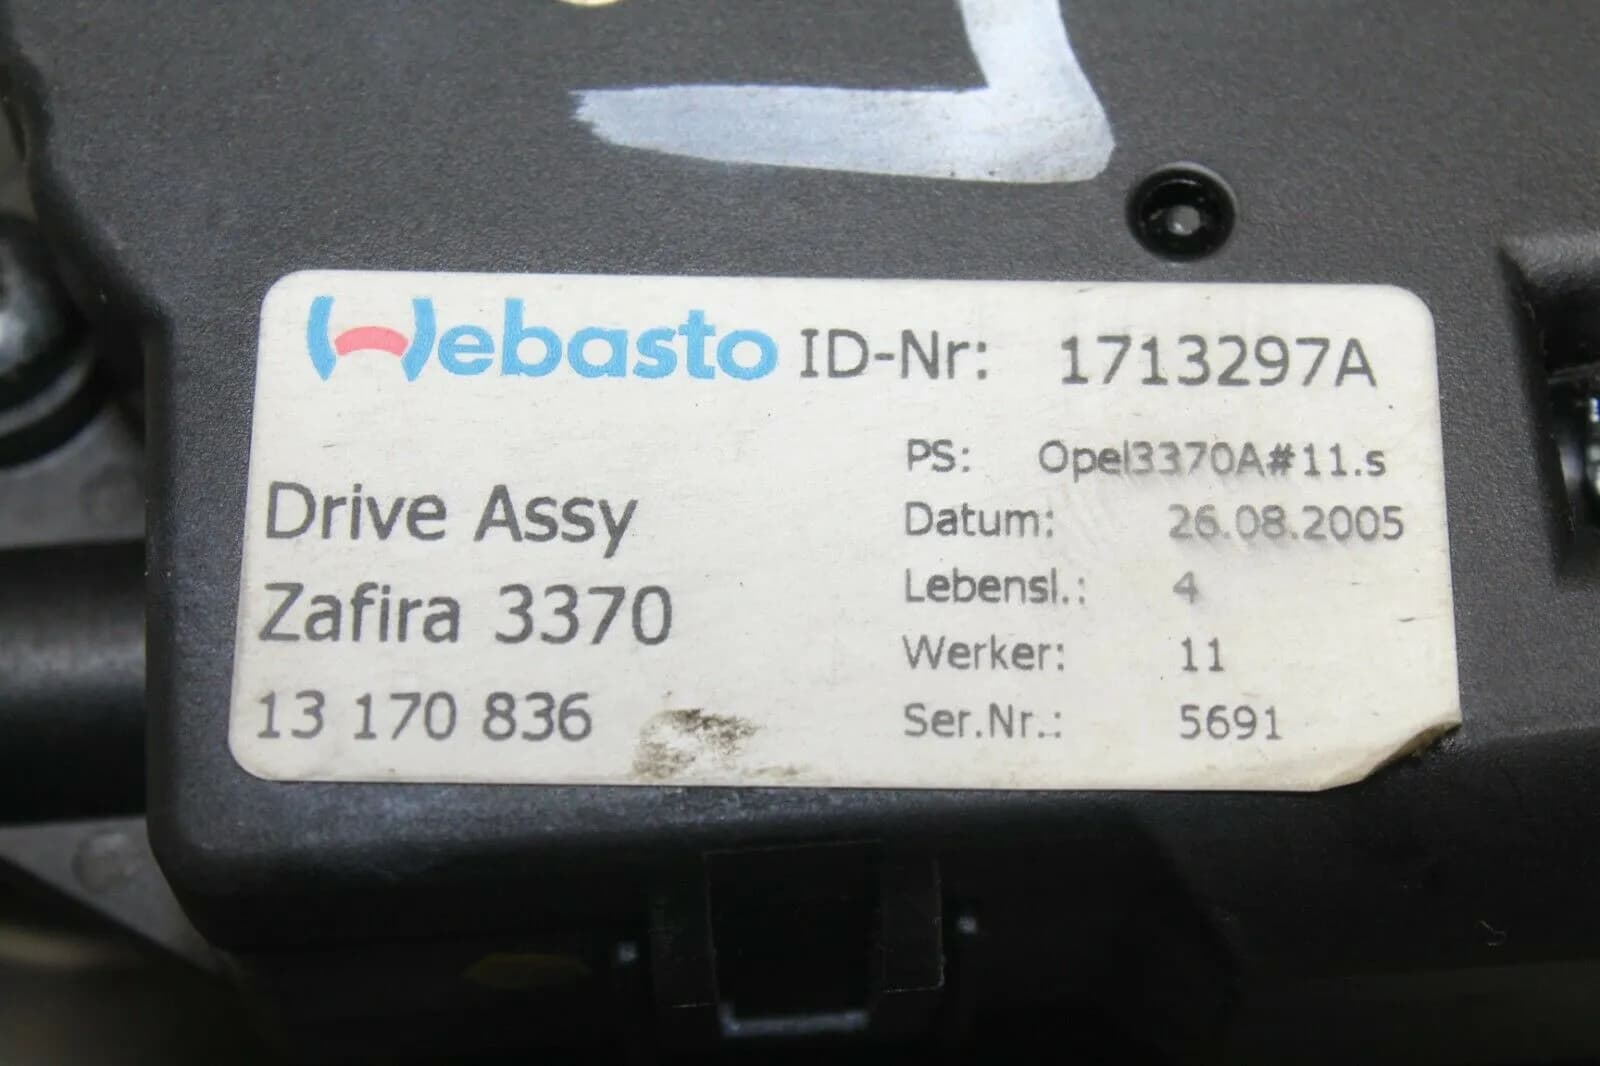 Webasto ID-Nr: 1713297A
PS: Opel3370A#11.s
Drive Assy
Datum: 26.08.2005
Zafira 3370
Lebensl.: 4
Werker: 11
13 170 836
Ser.Nr.: 5691